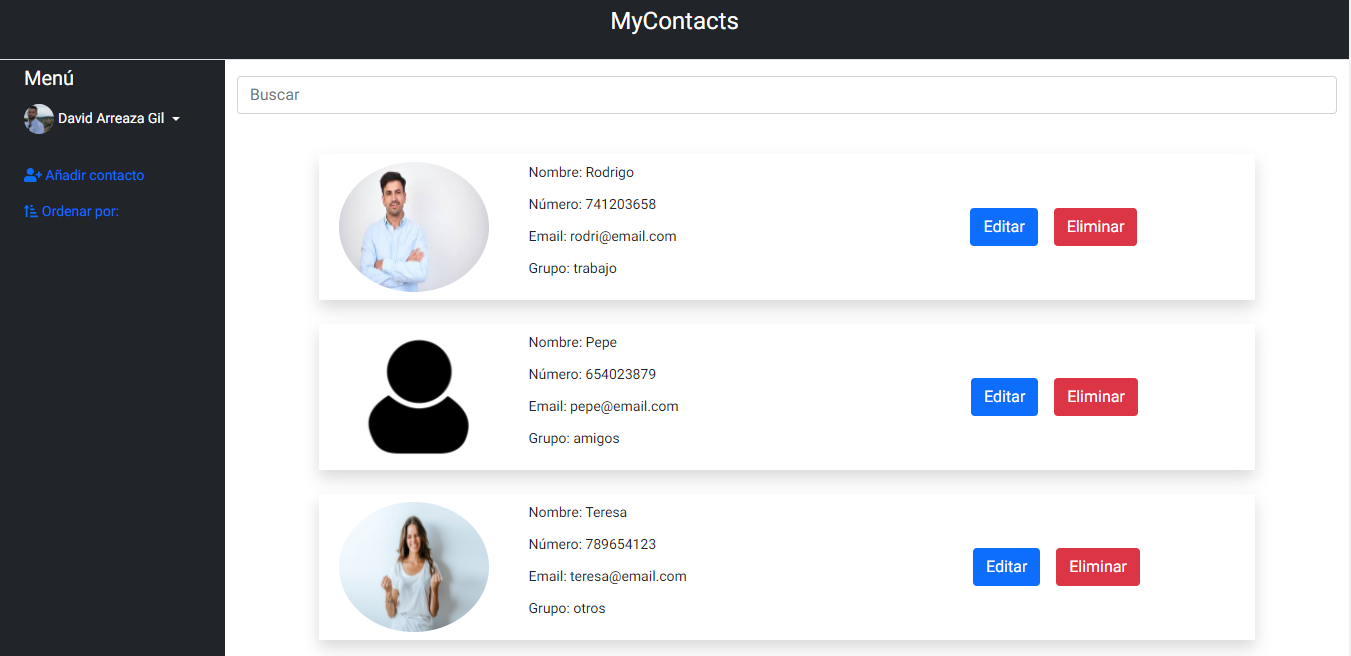 MyContacts
Menú
David Arreaza Gil
Añadir contacto
Ordenar por:
Buscar
Nombre: Rodrigo
Número: 741203658
Email: rodri@email.com
Grupo: trabajo
Editar
Eliminar
Nombre: Pepe
Número: 654023879
Email: pepe@email.com
Grupo: amigos
Editar
Eliminar
Nombre: Teresa
Número: 789654123
Email: teresa@email.com
Grupo: otros
Editar
Eliminar